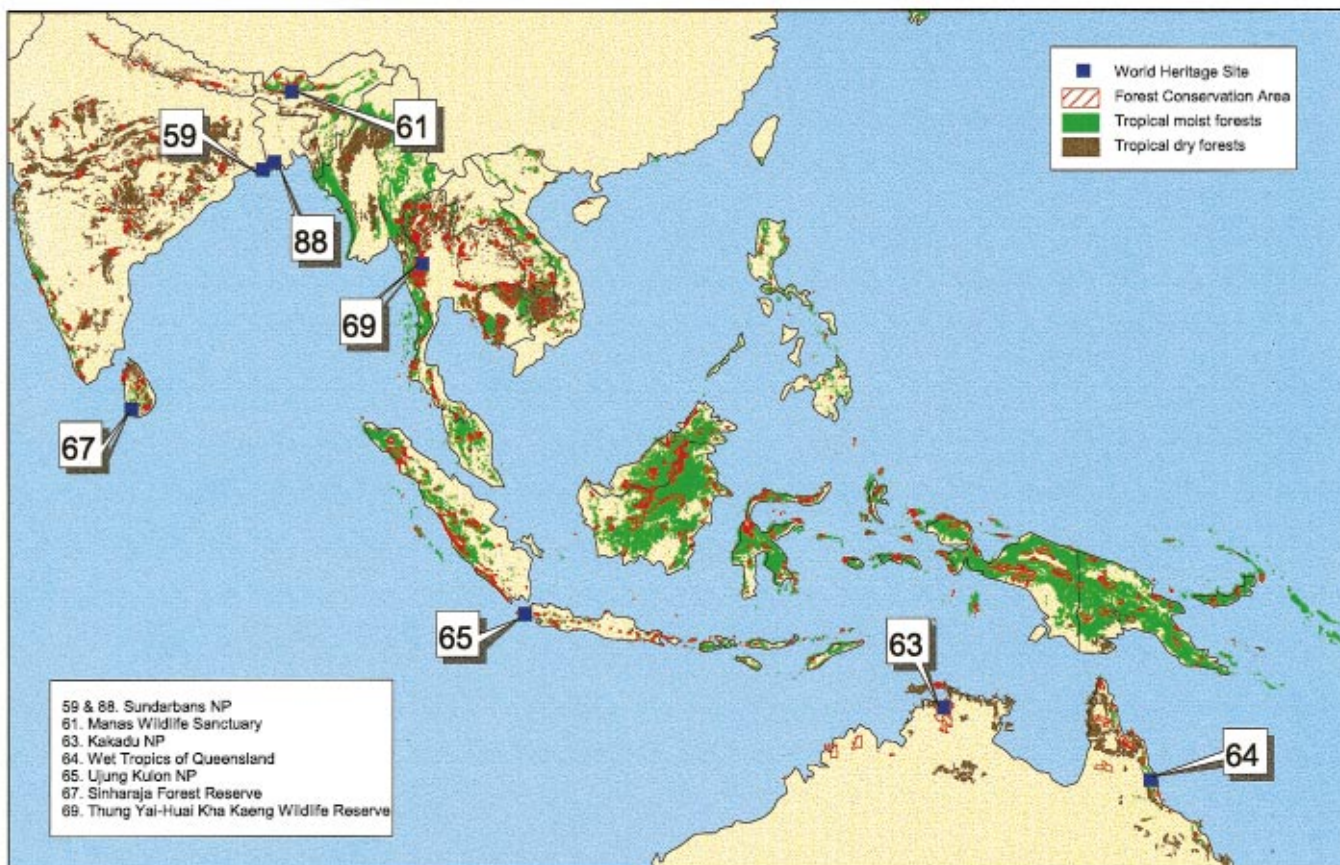 World Heritage Site
Forest Conservation Area
Tropical moist forests
Tropical dry forests
59
61
88
69
67
65
63
64
59 & 88. Sundarbans NP
61. Manas Wildlife Sanctuary
63. Kakadu NP
64. Wet Tropics of Queensland
65. Ujung Kulon NP
67. Sinharaja Forest Reserve
69. Thung Yai-Huai Kha Kaeng Wildlife Reserve